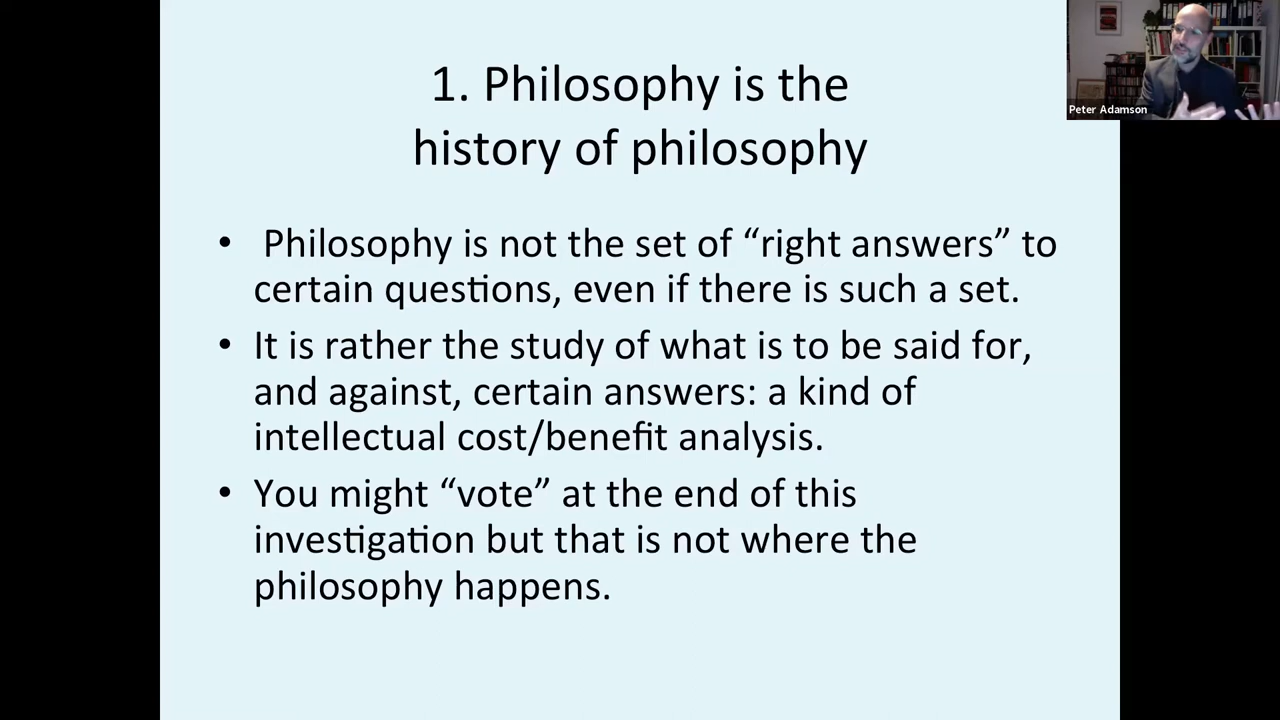 1. Philosophy is the
history of philosophy
• Philosophy is not the set of “right answers” to
certain questions, even if there is such a set.
• It is rather the study of what is to be said for,
and against, certain answers: a kind of
intellectual cost/benefit analysis.
• You might “vote” at the end of this
investigation but that is not where the
philosophy happens.
Peter Adamson